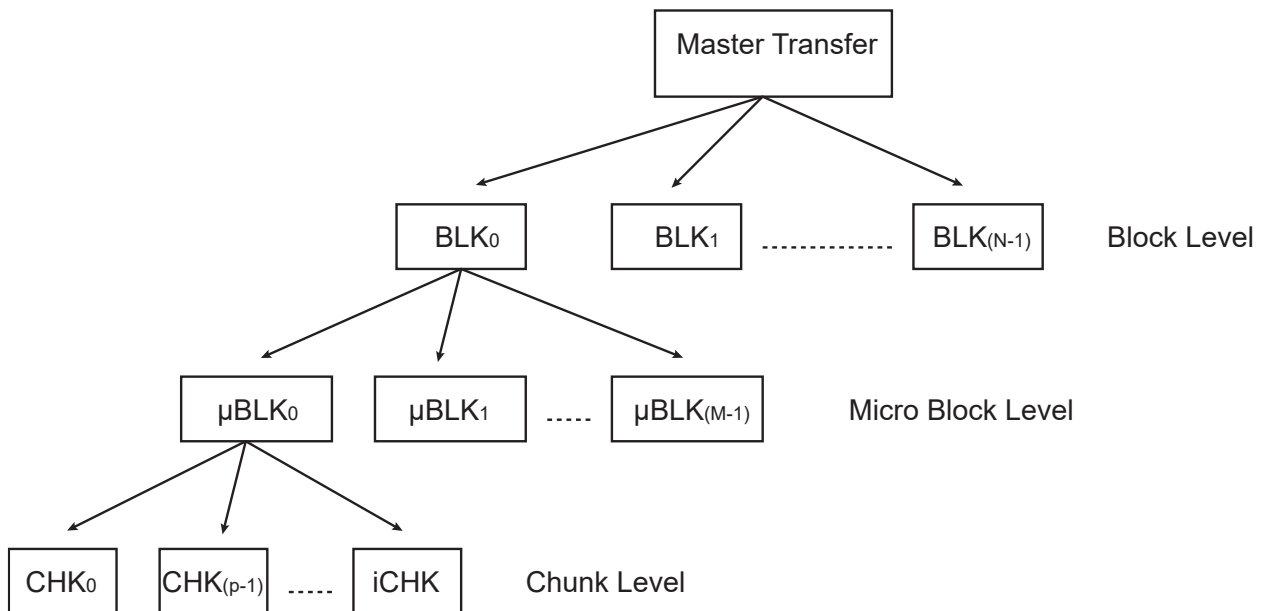 Master Transfer
BLK0 BLK1 BLK(N-1) Block Level
µBLK0 µBLK1 µBLK(M-1) Micro Block Level
CHK0 CHK(p-1) iCHK Chunk Level